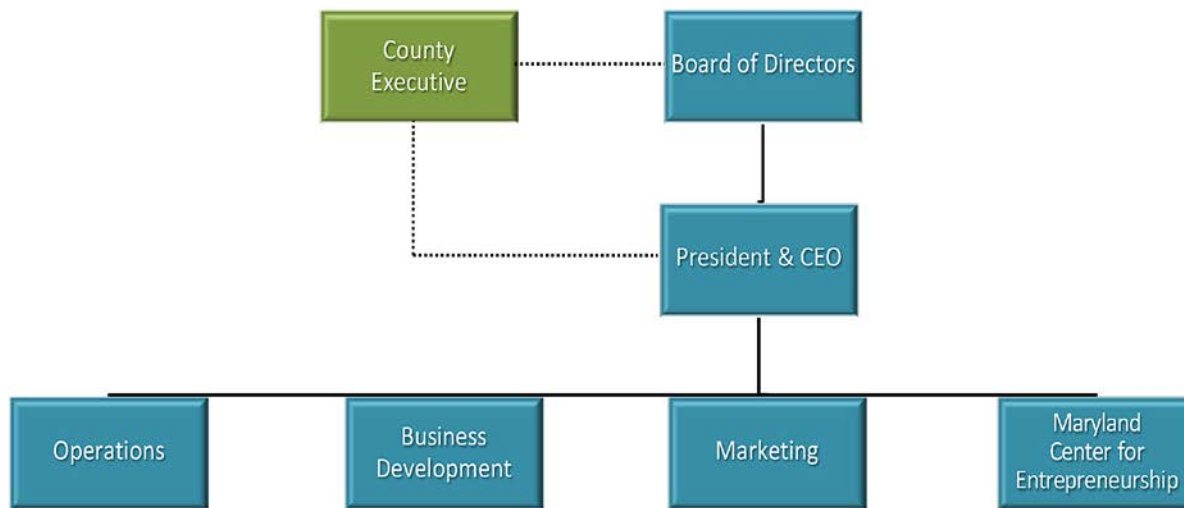 County
Executive
Board of Directors
President & CEO
Operations
Business
Development
Marketing
Maryland
Center for
Entrepreneurship